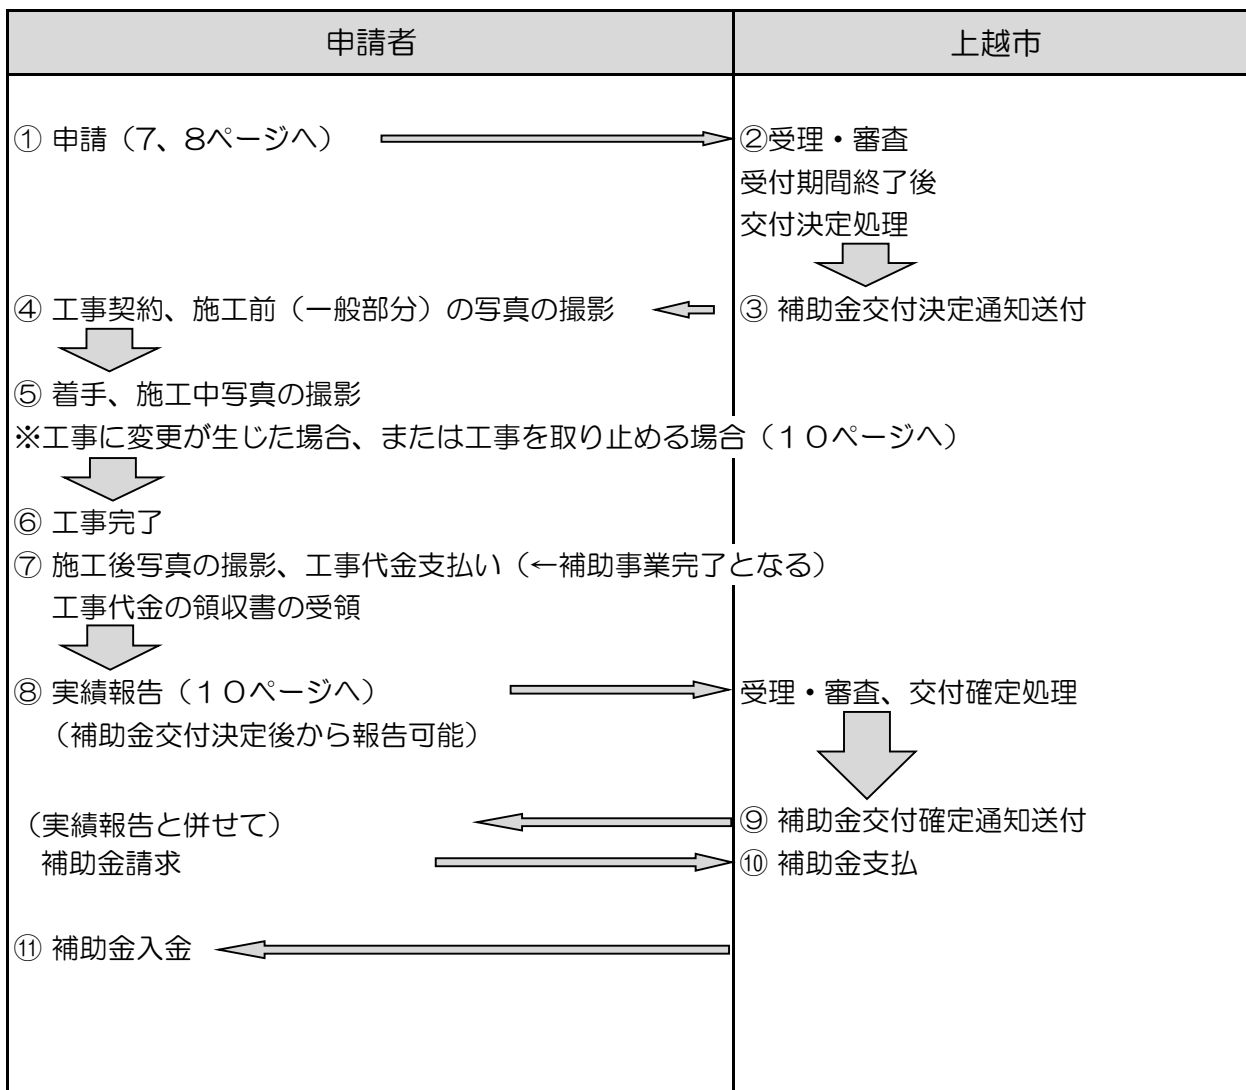 申請者
上越市
① 申請（7、8ページへ）
②受理・審査
受付期間終了後
交付決定処理
④ 工事契約、施工前（一般部分）の写真の撮影
③ 補助金交付決定通知送付
⑤ 着手、施工中写真の撮影
※工事に変更が生じた場合、または工事を取り止める場合（１０ページへ）
⑥ 工事完了
⑦ 施工後写真の撮影、工事代金支払い（←補助事業完了となる）
工事代金の領収書の受領
⑧ 実績報告（１０ページへ）
受理・審査、交付確定処理
（補助金交付決定後から報告可能）
（実績報告と併せて）
⑨ 補助金交付確定通知送付
補助金請求
⑩ 補助金支払
⑪ 補助金入金